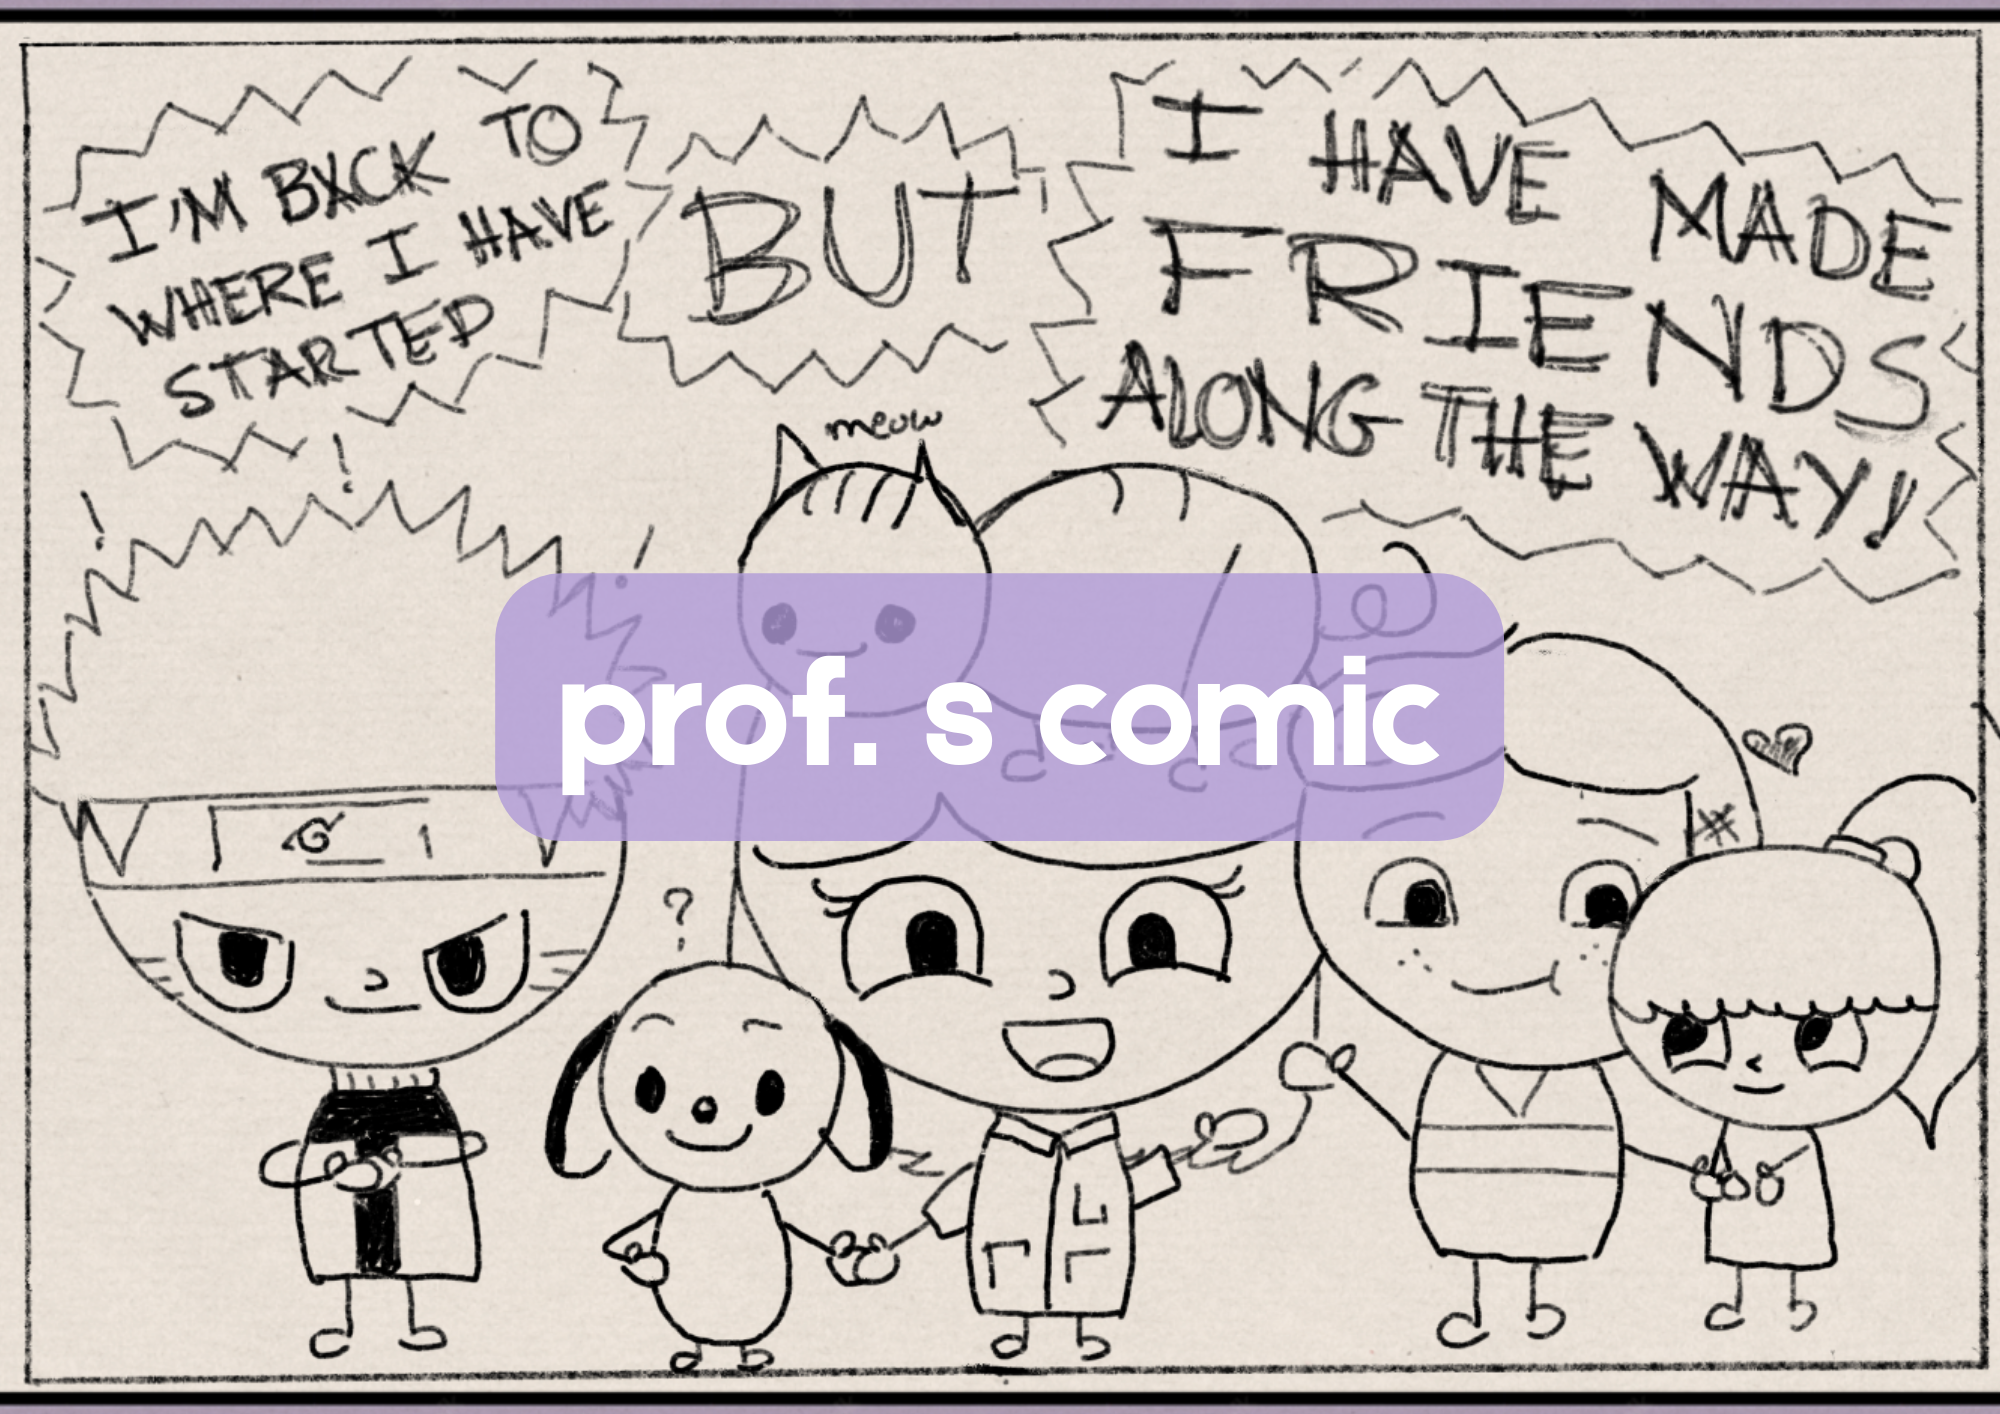 I'M BACK TO
WHERE I HAVE
STARTED
BUT
I HAVE MADE
FRIENDS
ALONG THE WAY!
meow
!
!
!
prof. s comic
?